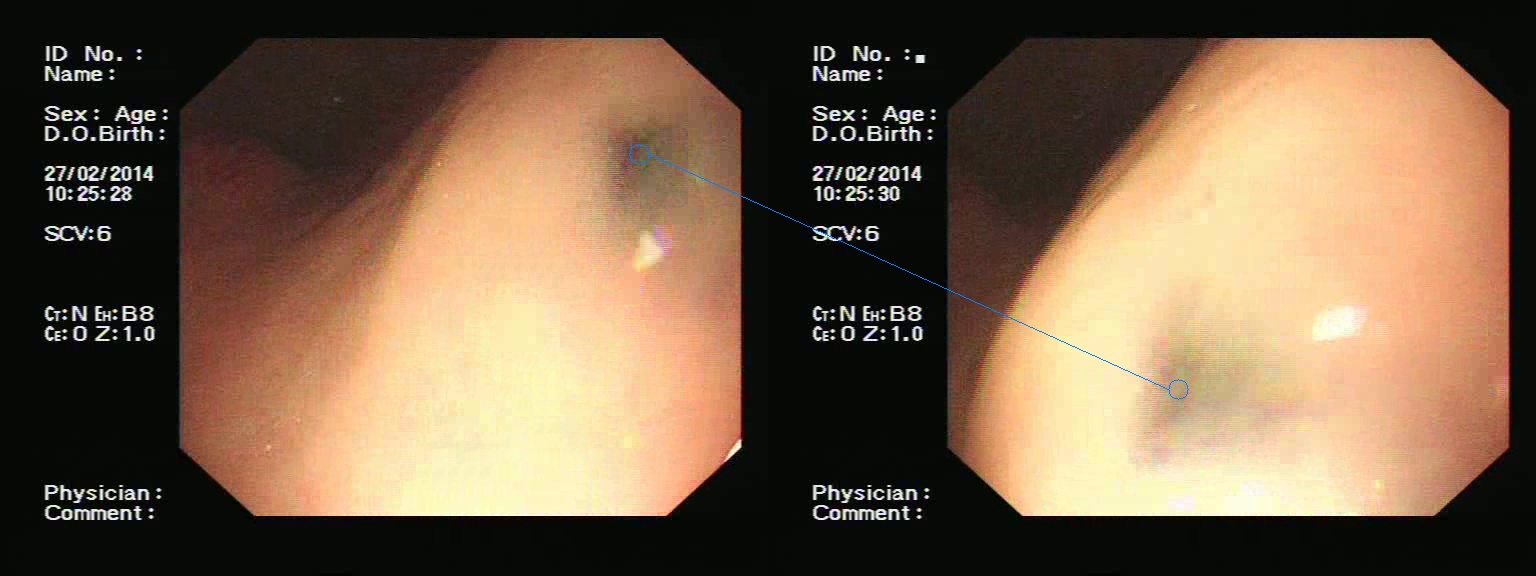 ID No. :
Name:
Sex: Age:
D.O.Birth:
27/02/2014
10:25:28
SCV:6
CT:N EH:B8
CE:0 Z:1.0
Physician:
Comment:
ID No. :
Name:
Sex: Age:
D.O.Birth:
27/02/2014
10:25:30
SCV:6
CT:N EH:B8
CE:0 Z:1.0
Physician:
Comment: